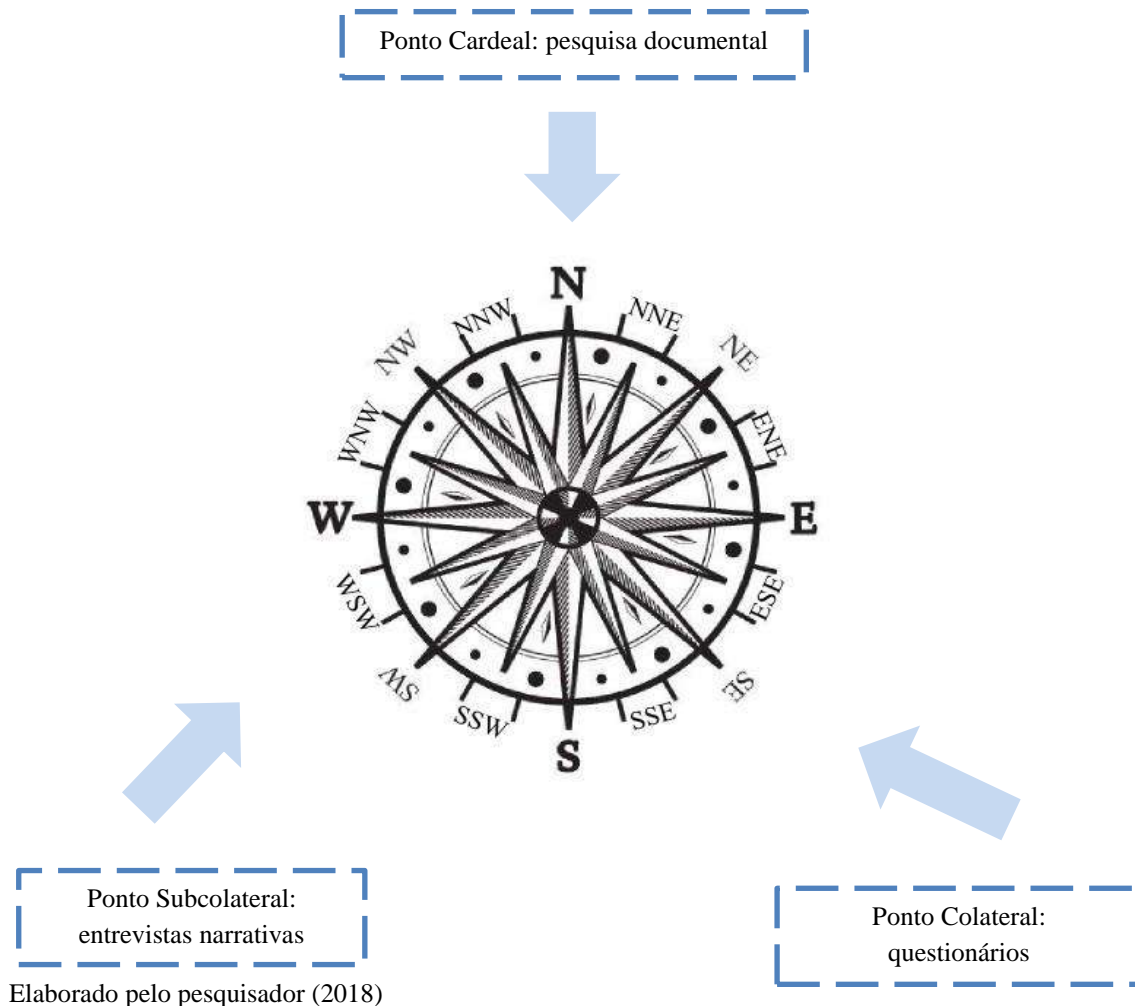 Ponto Cardeal: pesquisa documental
N
NNW
NNE
NW
NE
WNW
ENE
W
E
WSW
ESE
SW
SE
SSW
SSE
S
Ponto Subcolateral:
entrevistas narrativas
Ponto Colateral:
questionários
Elaborado pelo pesquisador (2018)